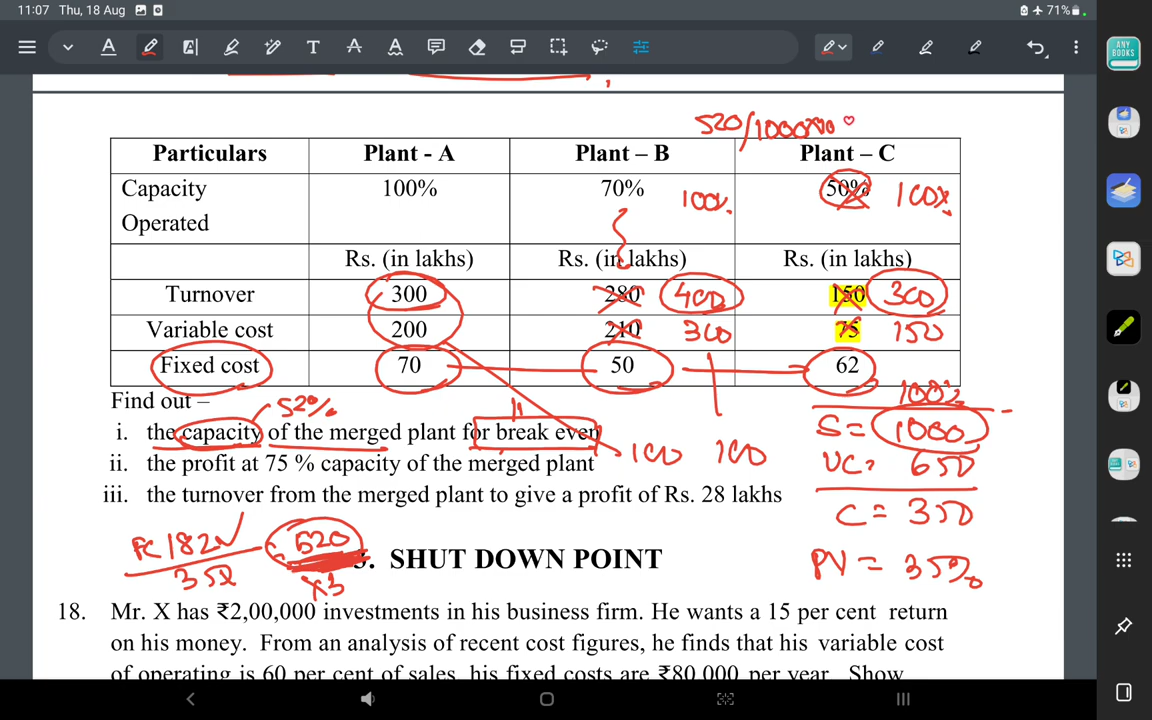 11:07 Thu, 18 Aug 71%
ANY BOOKS
520/1000×100
Particulars Plant - A Plant – B Plant – C
Capacity Operated 100% 70% 100% 50% 100%
Rs. (in lakhs) Rs. (in lakhs) Rs. (in lakhs)
Turnover 300 280 400 150 300
Variable cost 200 210 300 75 150
Fixed cost 70 50 62
Find out –
52% 100%
i. the capacity of the merged plant for break even
100 100
S = 1000
ii. the profit at 75 % capacity of the merged plant
VC = 650
iii. the turnover from the merged plant to give a profit of Rs. 28 lakhs
C = 350
FC 182
35%
520
PV = 35%
. SHUT DOWN POINT
18. Mr. X has ₹2,00,000 investments in his business firm. He wants a 15 per cent return
on his money. From an analysis of recent cost figures, he finds that his variable cost
of operating is 60 per cent of sales, his fixed costs are ₹80,000 per year. Show